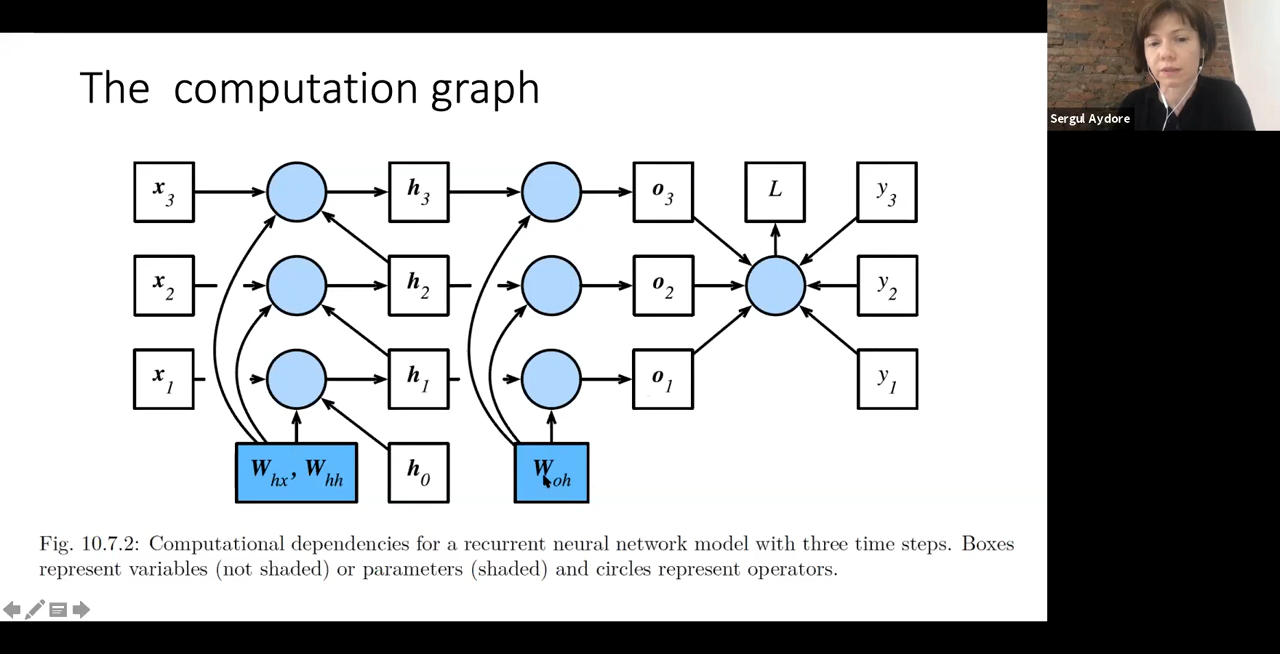 The computation graph
Sergul Aydore
x3 h3 o3 L y3
x2 h2 o2 y2
x1 h1 o1 y1
Whx, Whh h0 Woh
Fig. 10.7.2: Computational dependencies for a recurrent neural network model with three time steps. Boxes
represent variables (not shaded) or parameters (shaded) and circles represent operators.